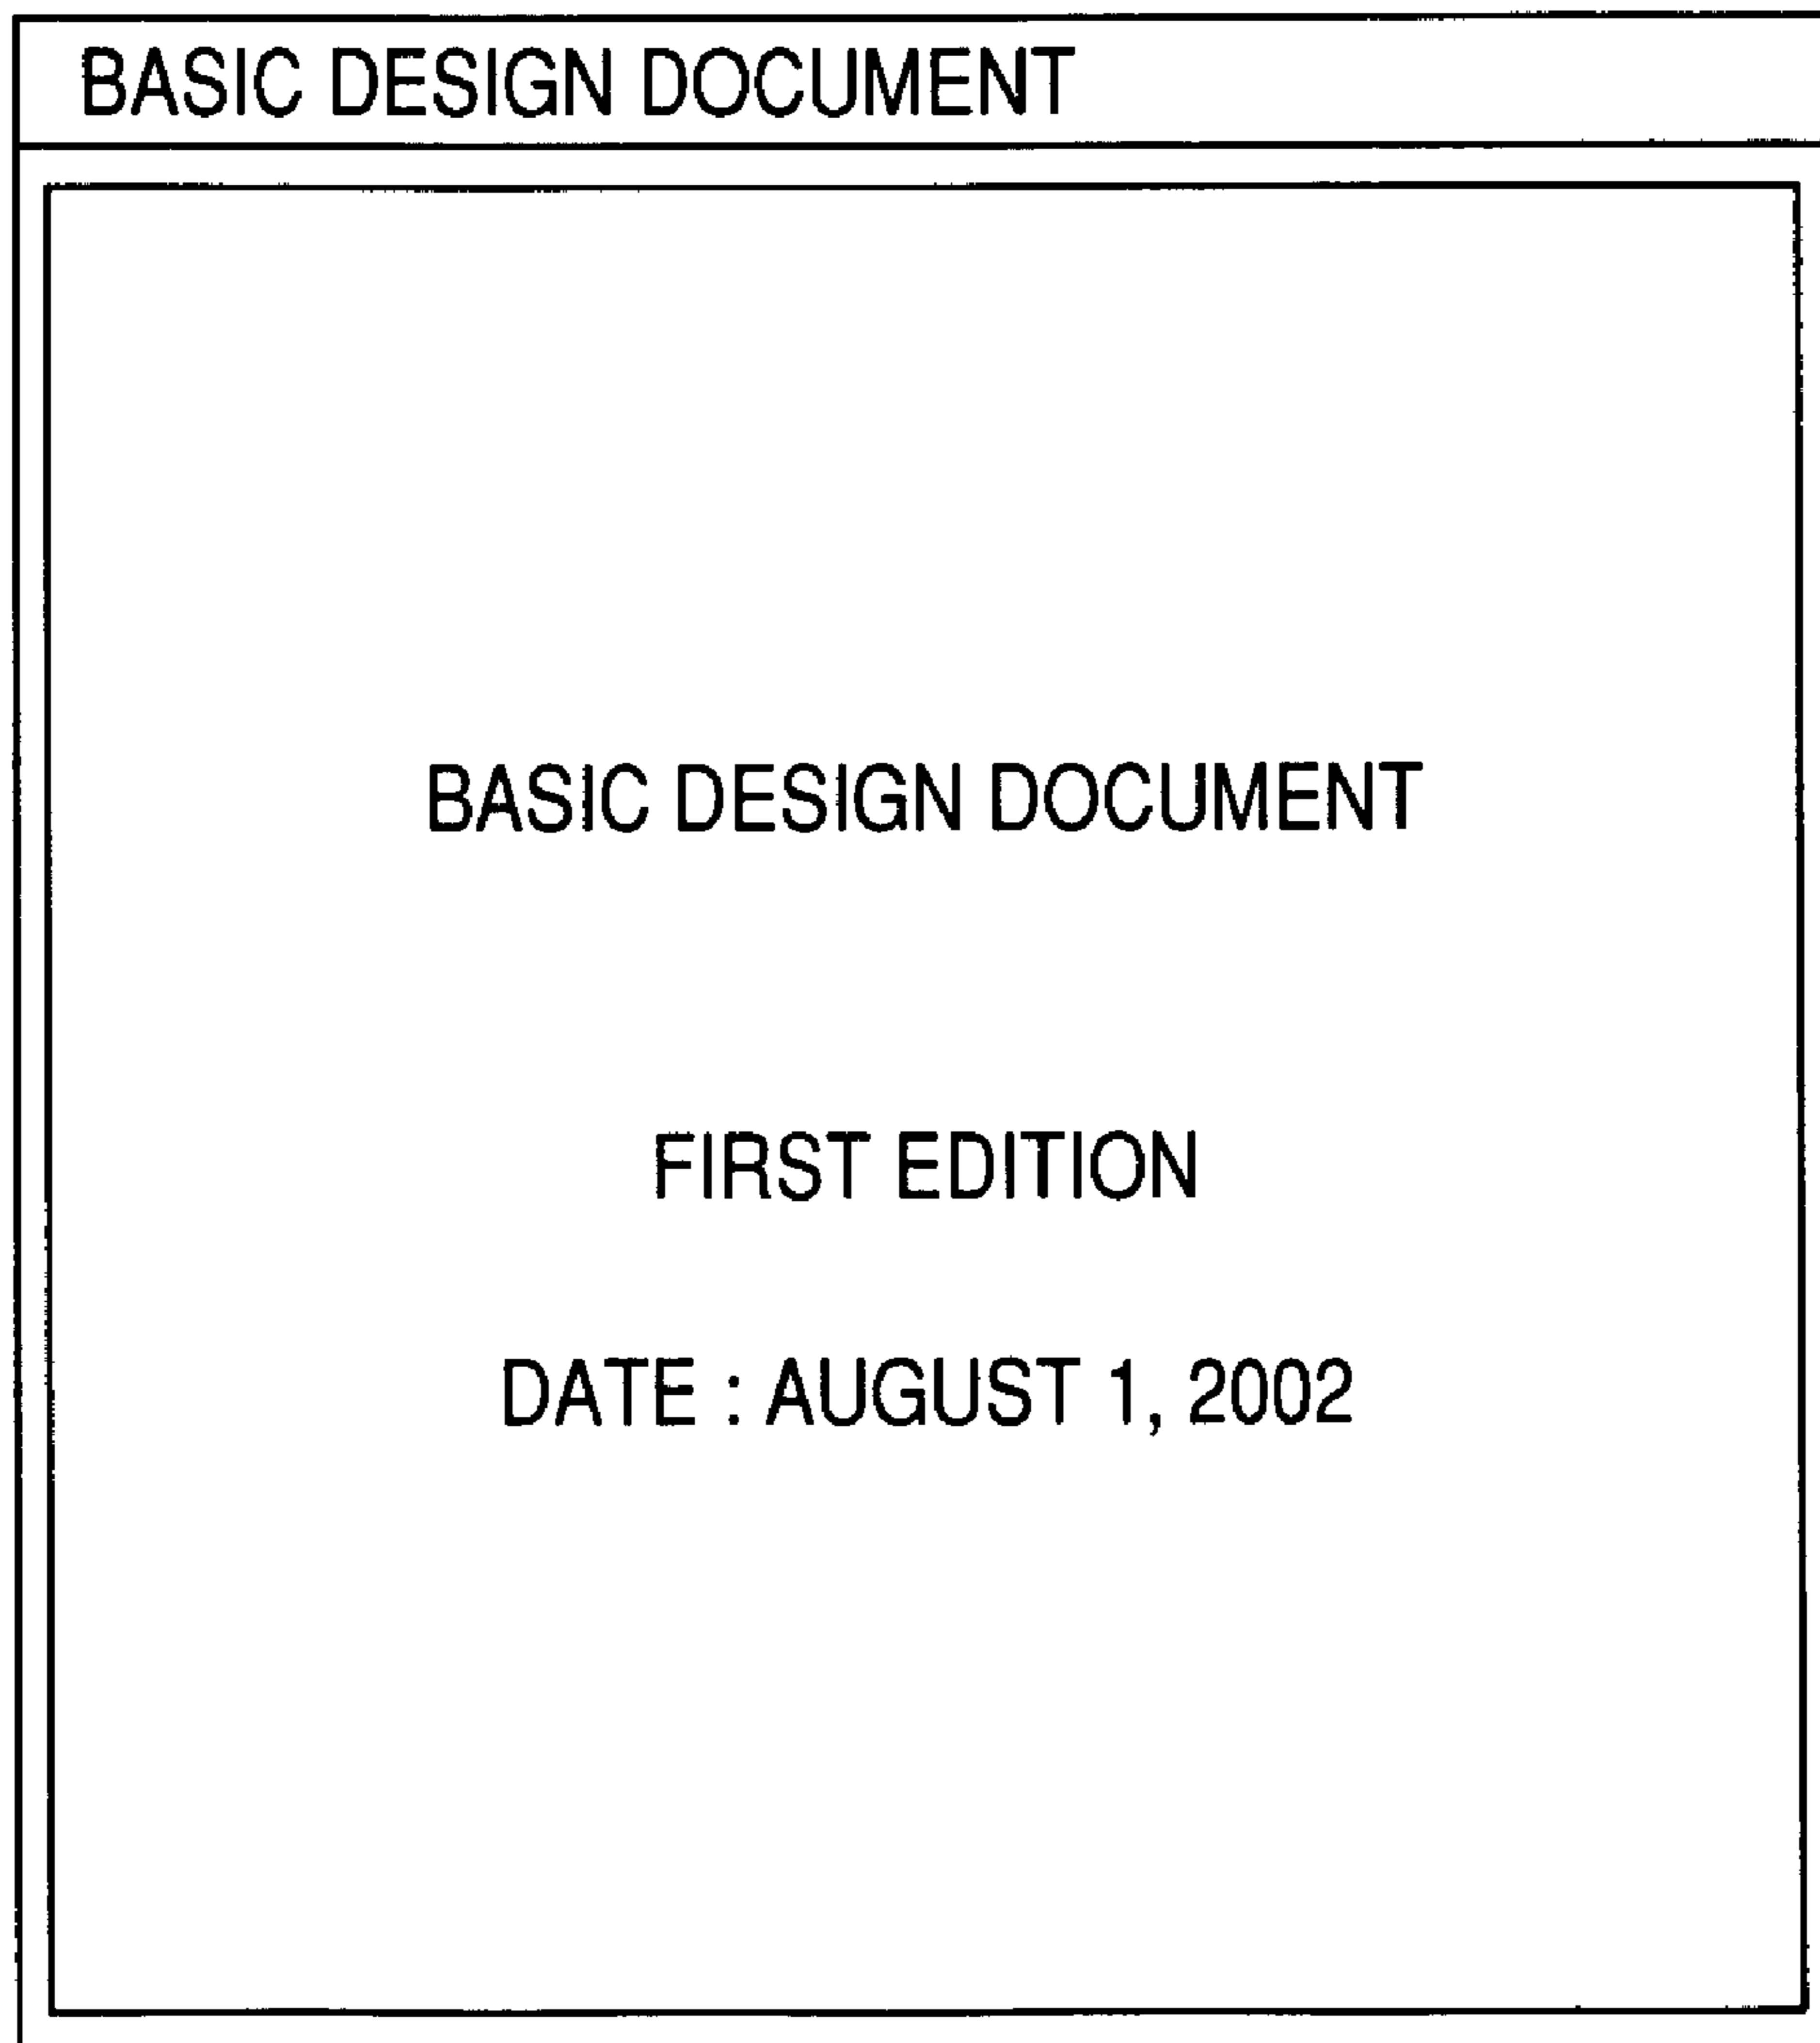 BASIC DESIGN DOCUMENT
BASIC DESIGN DOCUMENT
FIRST EDITION
DATE : AUGUST 1, 2002